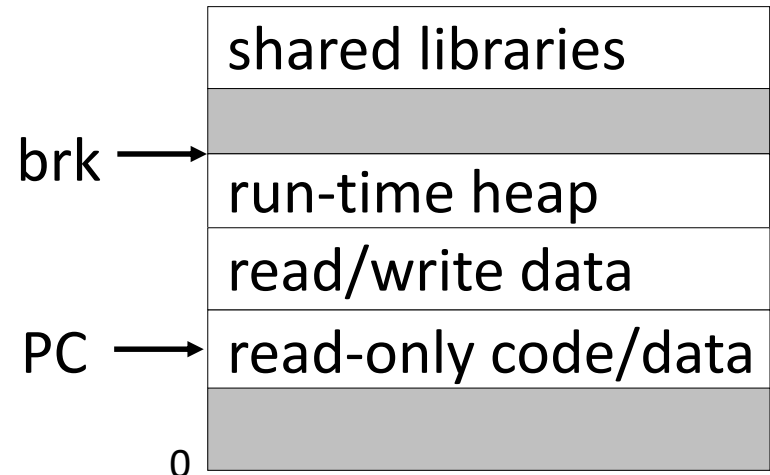 shared libraries
brk
run-time heap
read/write data
PC
read-only code/data
0